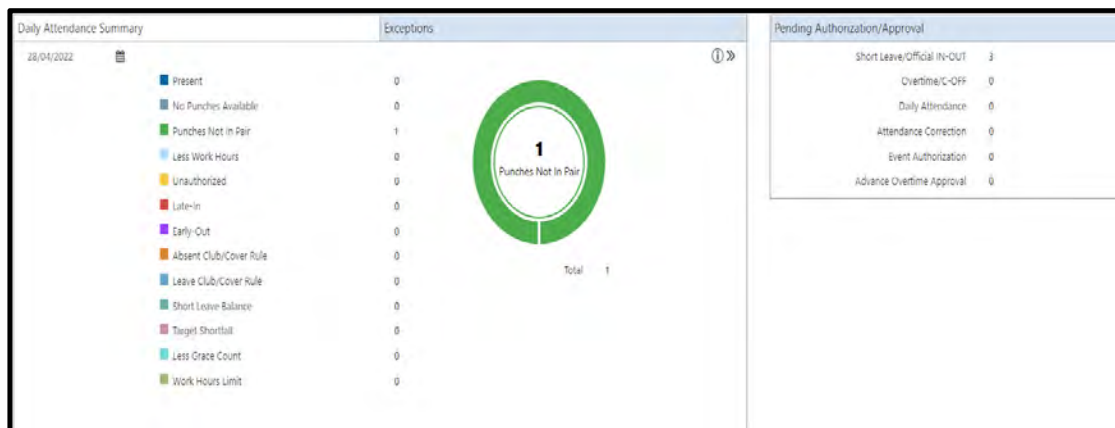 Daily Attendance Summary
Exceptions
28/04/2022
Present 0
No Punches Available 0
Punches Not In Pair 1
Less Work Hours 0
Unauthorized 0
Late-In 0
Early-Out 0
Absent Club/Cover Rule 0
Leave Club/Cover Rule 0
Short Leave Balance 0
Target Shortfall 0
Less Grace Count 0
Work Hours Limit 0
1
Punches Not In Pair
Total 1
Pending Authorization/Approval
Short Leave/Official IN-OUT 3
Overtime/C-OFF 0
Daily Attendance 0
Attendance Correction 0
Event Authorization 0
Advance Overtime Approval 0